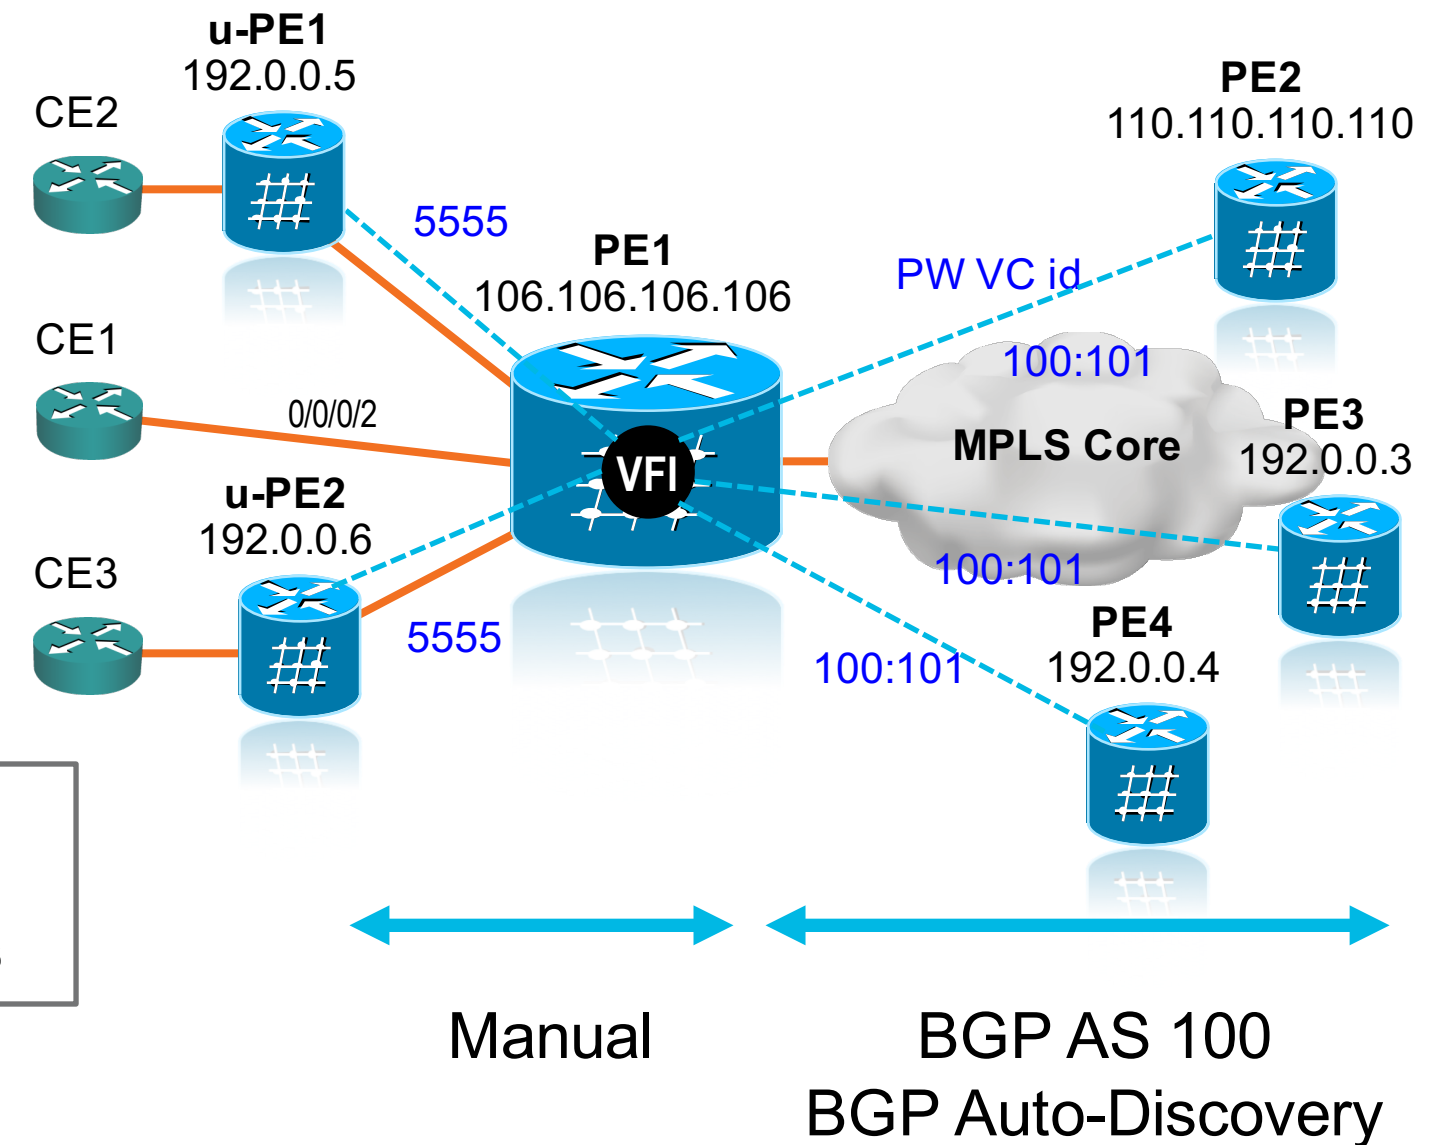 u-PE1
192.0.0.5
CE2
PE2
110.110.110.110
5555
PE1
106.106.106.106
PW VC id
CE1
0/0/0/2
100:101
VFI
MPLS Core
PE3
192.0.0.3
u-PE2
192.0.0.6
CE3
100:101
5555
PE4
192.0.0.4
100:101
Manual
BGP AS 100
BGP Auto-Discovery